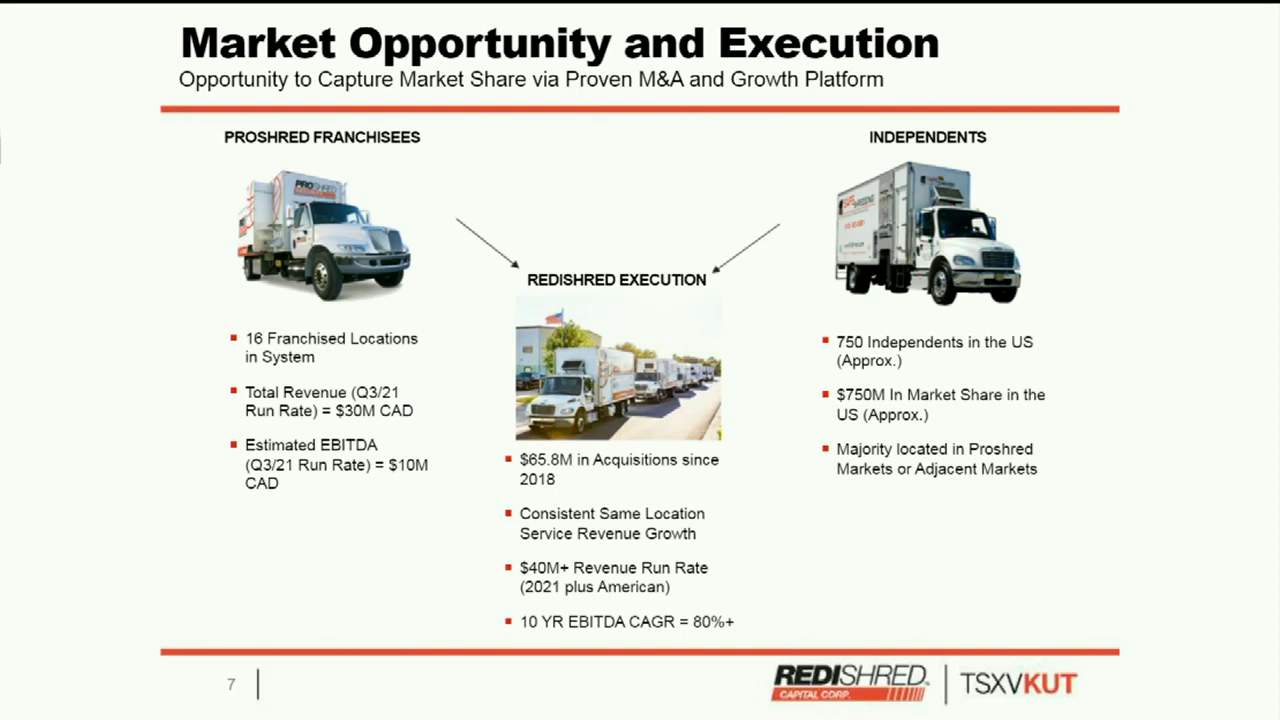 Market Opportunity and Execution
Opportunity to Capture Market Share via Proven M&A and Growth Platform
PROSHRED FRANCHISEES
PROSHRED
16 Franchised Locations
in System
Total Revenue (Q3/21
Run Rate) = $30M CAD
Estimated EBITDA
(Q3/21 Run Rate) = $10M
CAD
REDISHRED EXECUTION
$65.8M in Acquisitions since
2018
Consistent Same Location
Service Revenue Growth
$40M+ Revenue Run Rate
(2021 plus American)
10 YR EBITDA CAGR = 80%+
INDEPENDENTS
750 Independents in the US
(Approx.)
$750M In Market Share in the
US (Approx.)
Majority located in Proshred
Markets or Adjacent Markets
7
REDISHRED
CAPITAL CORP.
TSXVKUT